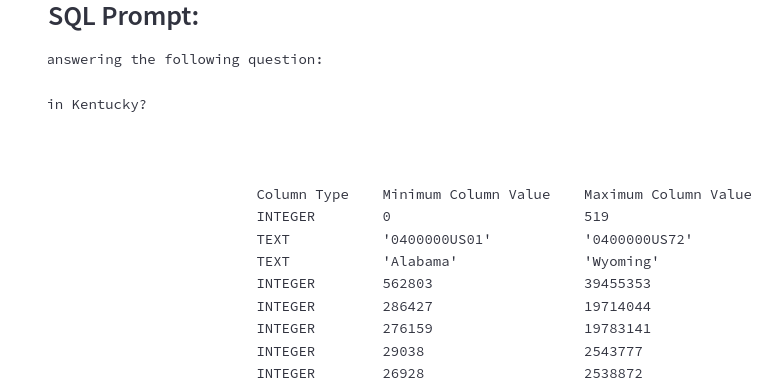 SQL Prompt:
answering the following question:
in Kentucky?
Column Type Minimum Column Value Maximum Column Value
INTEGER 0 519
TEXT '0400000US01' '0400000US72'
TEXT 'Alabama' 'Wyoming'
INTEGER 562803 39455353
INTEGER 286427 19714044
INTEGER 276159 19783141
INTEGER 29038 2543777
INTEGER 26928 2538872